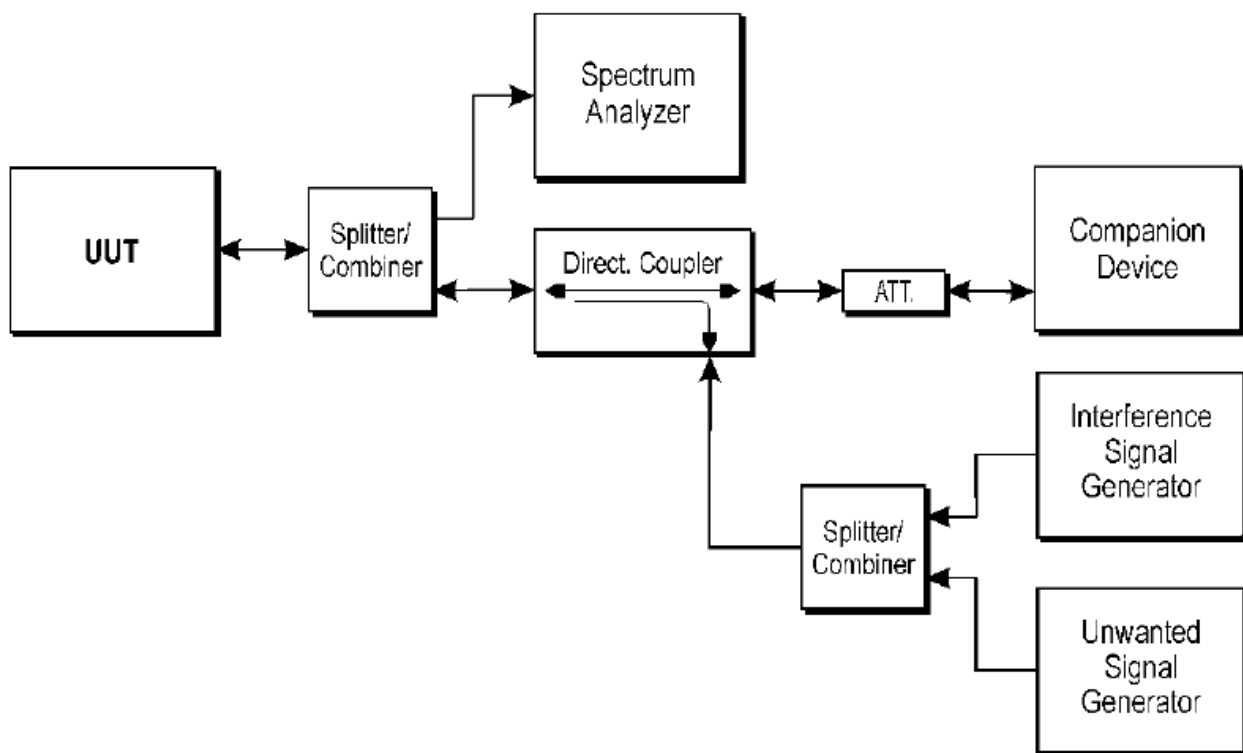 Spectrum
Analyzer
UUT
Splitter/
Combiner
Direct. Coupler
ATT.
Companion
Device
Interference
Signal
Generator
Splitter/
Combiner
Unwanted
Signal
Generator